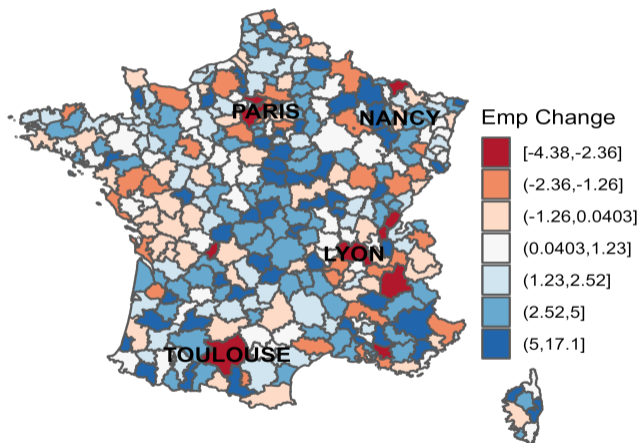 PARIS
NANCY
LYON
TOULOUSE
Emp Change
[-4.38,-2.36]
(-2.36,-1.26]
(-1.26,0.0403]
(0.0403,1.23]
(1.23,2.52]
(2.52,5]
(5,17.1]